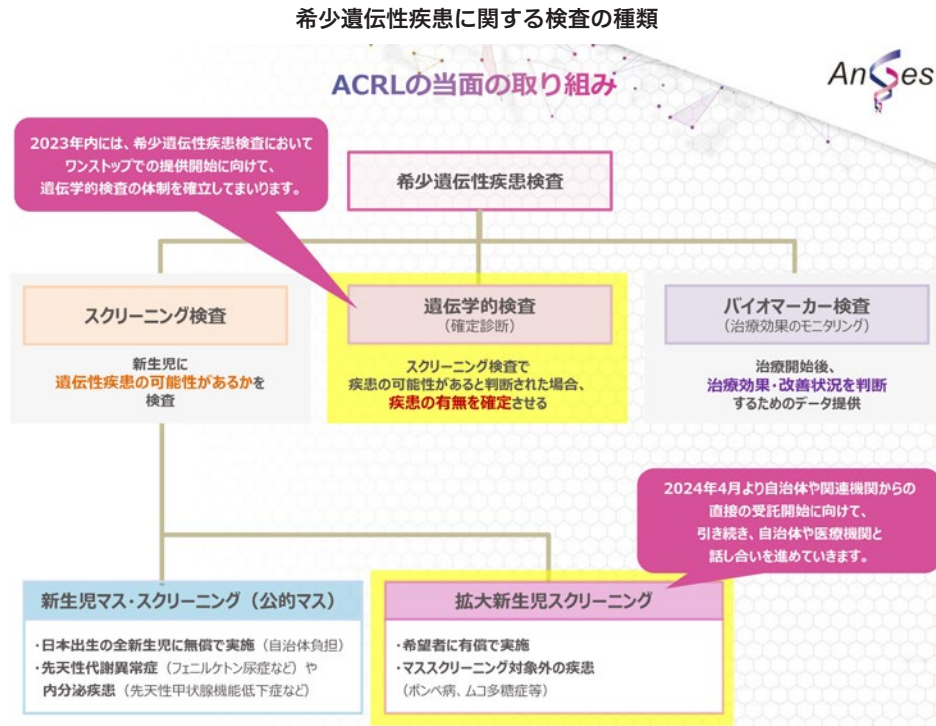 希少遺伝性疾患に関する検査の種類
ACRLの当面の取り組み
AnGes
2023年内には、希少遺伝性疾患検査において
ワンストップでの提供開始に向けて、
遺伝学的検査の体制を確立してまいります。
希少遺伝性疾患検査
スクリーニング検査
新生児に
遺伝性疾患の可能性があるかを
検査
遺伝学的検査
（確定診断）
スクリーニング検査で
疾患の可能性があると判断された場合、
疾患の有無を確定させる
バイオマーカー検査
（治療効果のモニタリング）
治療開始後、
治療効果・改善状況を判断
するためのデータ提供
2024年4月より自治体や関連機関からの
直接の受託開始に向けて、
引き続き、自治体や医療機関と
話し合いを進めていきます。
新生児マス・スクリーニング（公的マス）
・日本出生の全新生児に無償で実施（自治体負担）
・先天性代謝異常症（フェニルケトン尿症など）や
内分泌疾患（先天性甲状腺機能低下症など）
拡大新生児スクリーニング
・希望者に有償で実施
・マススクリーニング対象外の疾患
（ポンペ病、ムコ多糖症等）